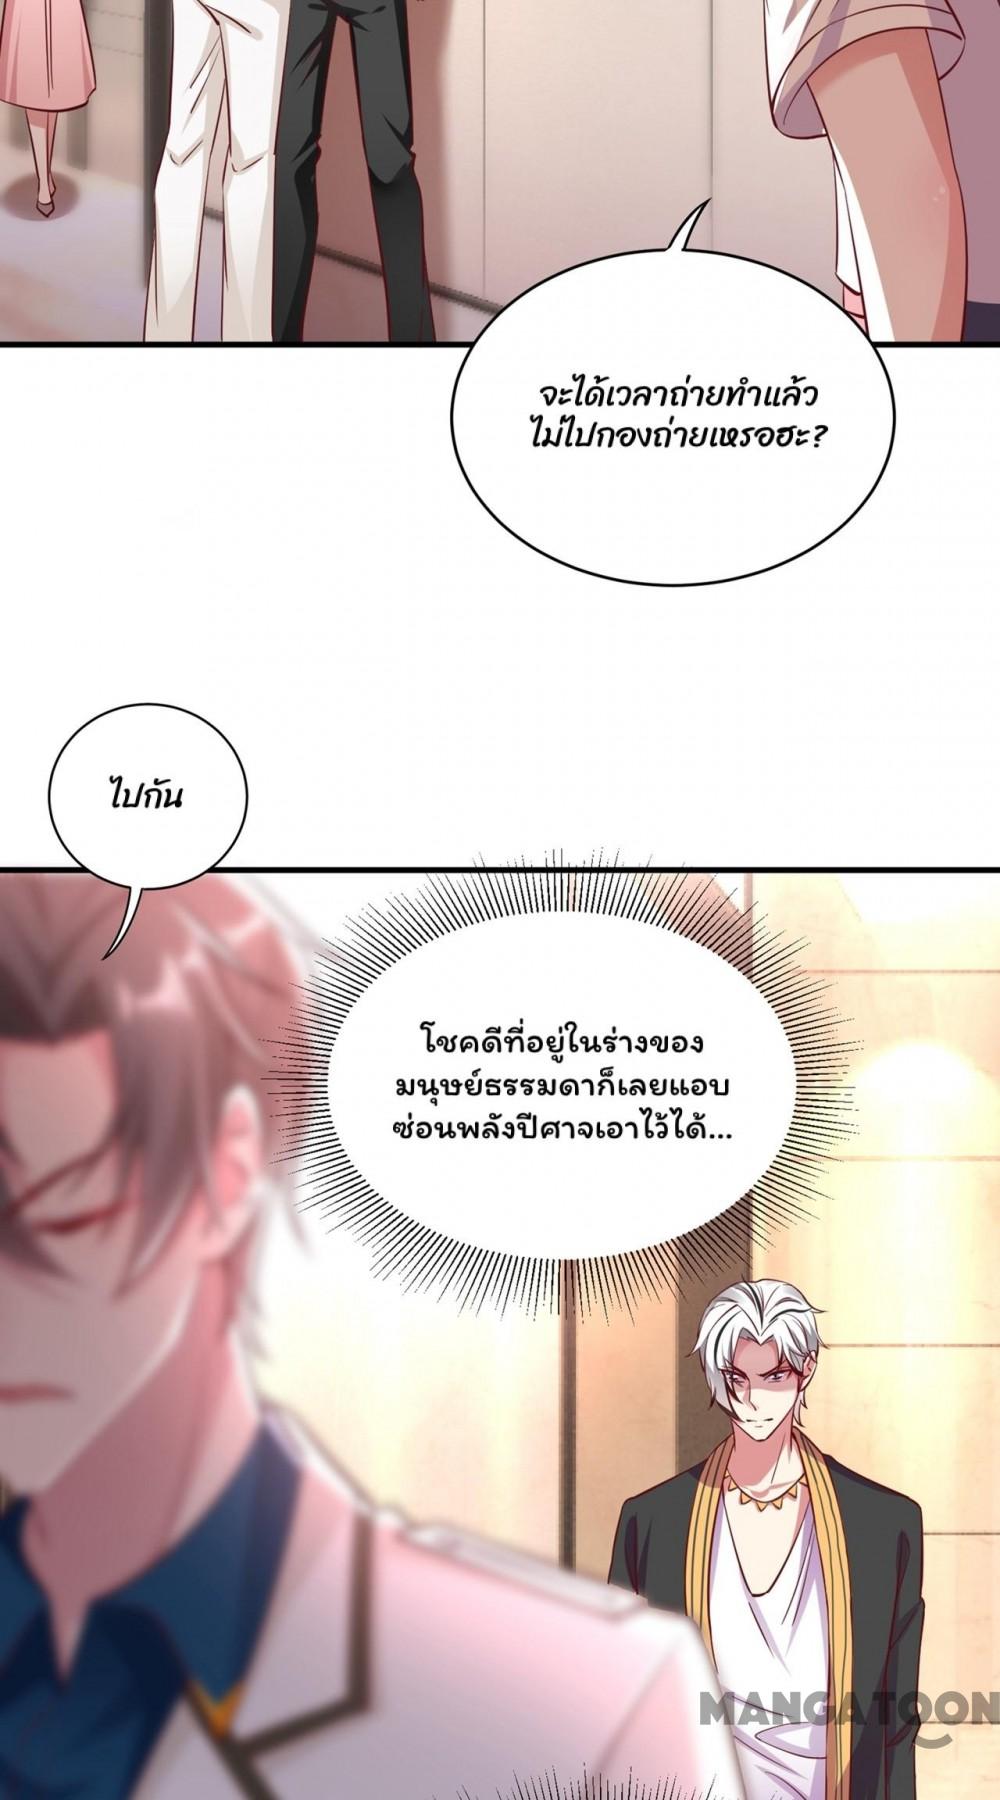 จะได้เวลาถ่ายทำแล้ว
ไม่ไปกองถ่ายเหรอฮะ?
ไปกัน
โชคดีที่อยู่ในร่างของ
มนุษย์ธรรมดาก็เลยแอบ
ซ่อนพลังปีศาจเอาไว้ได้...
MANGATOON